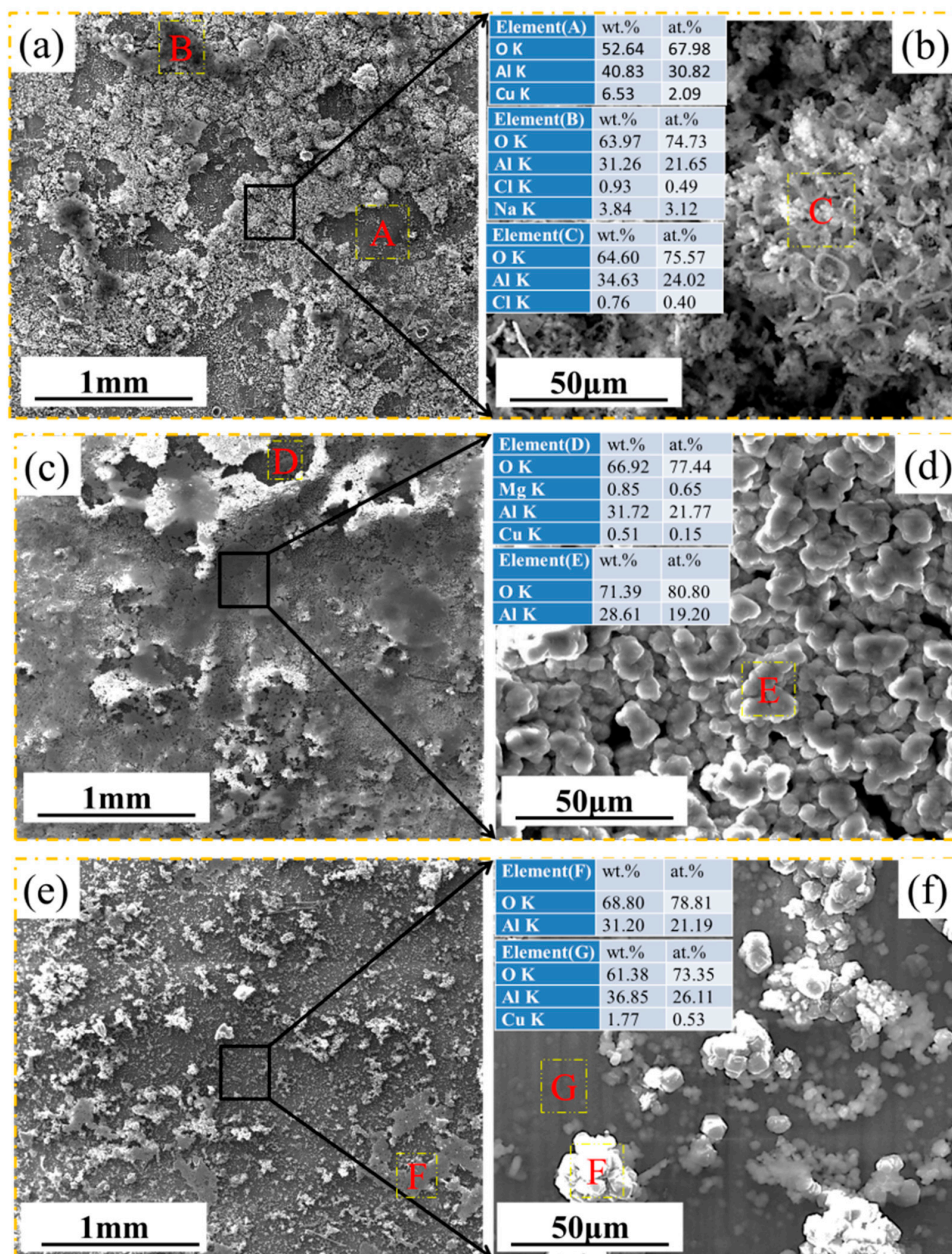 (a)
B
A
1mm
Element(A) wt.% at.%
O K 52.64 67.98
Al K 40.83 30.82
Cu K 6.53 2.09
Element(B) wt.% at.%
O K 63.97 74.73
Al K 31.26 21.65
Cl K 0.93 0.49
Na K 3.84 3.12
Element(C) wt.% at.%
O K 64.60 75.57
Al K 34.63 24.02
Cl K 0.76 0.40
(b)
C
50μm
(c)
D
1mm
Element(D) wt.% at.%
O K 66.92 77.44
Mg K 0.85 0.65
Al K 31.72 21.77
Cu K 0.51 0.15
Element(E) wt.% at.%
O K 71.39 80.80
Al K 28.61 19.20
(d)
E
50μm
(e)
F
1mm
Element(F) wt.% at.%
O K 68.80 78.81
Al K 31.20 21.19
Element(G) wt.% at.%
O K 61.38 73.35
Al K 36.85 26.11
Cu K 1.77 0.53
(f)
G
F
50μm